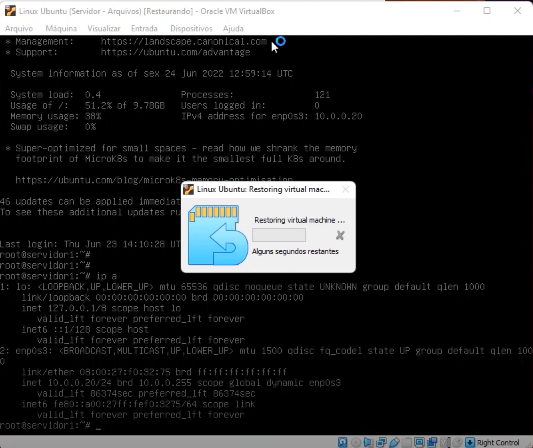 Linux Ubuntu (Servidor - Arquivos) [Restaurando] - Oracle VM VirtualBox
Arquivo Máquina Visualizar Entrada Dispositivos Ajuda
* Management: https://landscape.canonical.com
* Support: https://ubuntu.com/advantage
System information as of sex 24 jun 2022 12:59:14 UTC
System load: 0.4 Processes: 121
Usage of /: 51.2% of 9.78GB Users logged in: 0
Memory usage: 38% IPv4 address for enp0s3: 10.0.0.20
Swap usage: 0%
* Super-optimized for small spaces - read how we shrank the memory
footprint of MicroK8s to make it the smallest full K8s around.
https://ubuntu.com/blog/microk8s-memory-optimisation
46 updates can be applied immediat
To see these additional updates ru
Linux Ubuntu: Restoring virtual mac...
Restoring virtual machine ...
Alguns segundos restantes
Last login: Thu Jun 23 14:10:28 UT
root@servidor1:~#
root@servidor1:~#
root@servidor1:~# ip a
1: lo: <LOOPBACK,UP,LOWER_UP> mtu 65536 qdisc noqueue state UNKNOWN group default qlen 1000
link/loopback 00:00:00:00:00:00 brd 00:00:00:00:00:00
inet 127.0.0.1/8 scope host lo
valid_lft forever preferred_lft forever
inet6 ::1/128 scope host
valid_lft forever preferred_lft forever
2: enp0s3: <BROADCAST,MULTICAST,UP,LOWER_UP> mtu 1500 qdisc fq_codel state UP group default qlen 100
0
link/ether 08:00:27:f0:32:75 brd ff:ff:ff:ff:ff:ff
inet 10.0.0.20/24 brd 10.0.0.255 scope global dynamic enp0s3
valid_lft 86374sec preferred_lft 86374sec
inet6 fe80::a00:27ff:fef0:3275/64 scope link
valid_lft forever preferred_lft forever
root@servidor1:~# _
Right Control